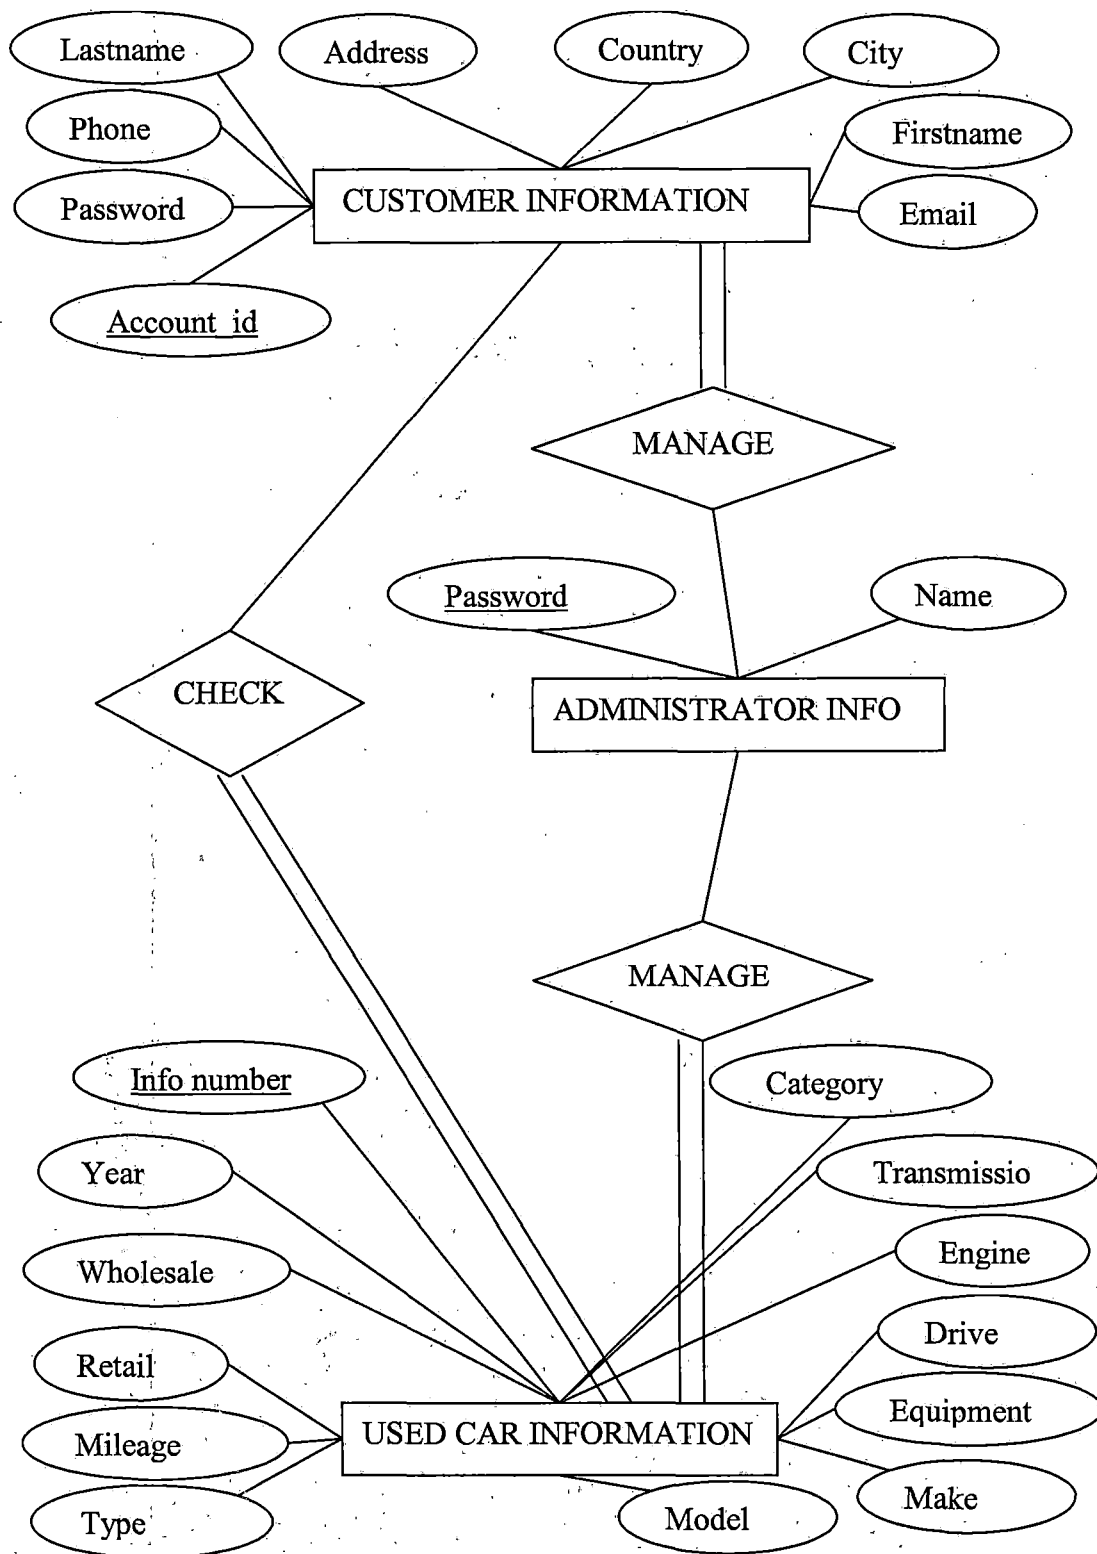 Lastname
Address
Country
City
Phone
Firstname
Password
CUSTOMER INFORMATION
Email
Account_id
MANAGE
Password
Name
CHECK
ADMINISTRATOR INFO
MANAGE
Info number
Category
Year
Transmissio
Wholesale
Engine
Retail
Drive
Mileage
USED CAR INFORMATION
Equipment
Type
Model
Make